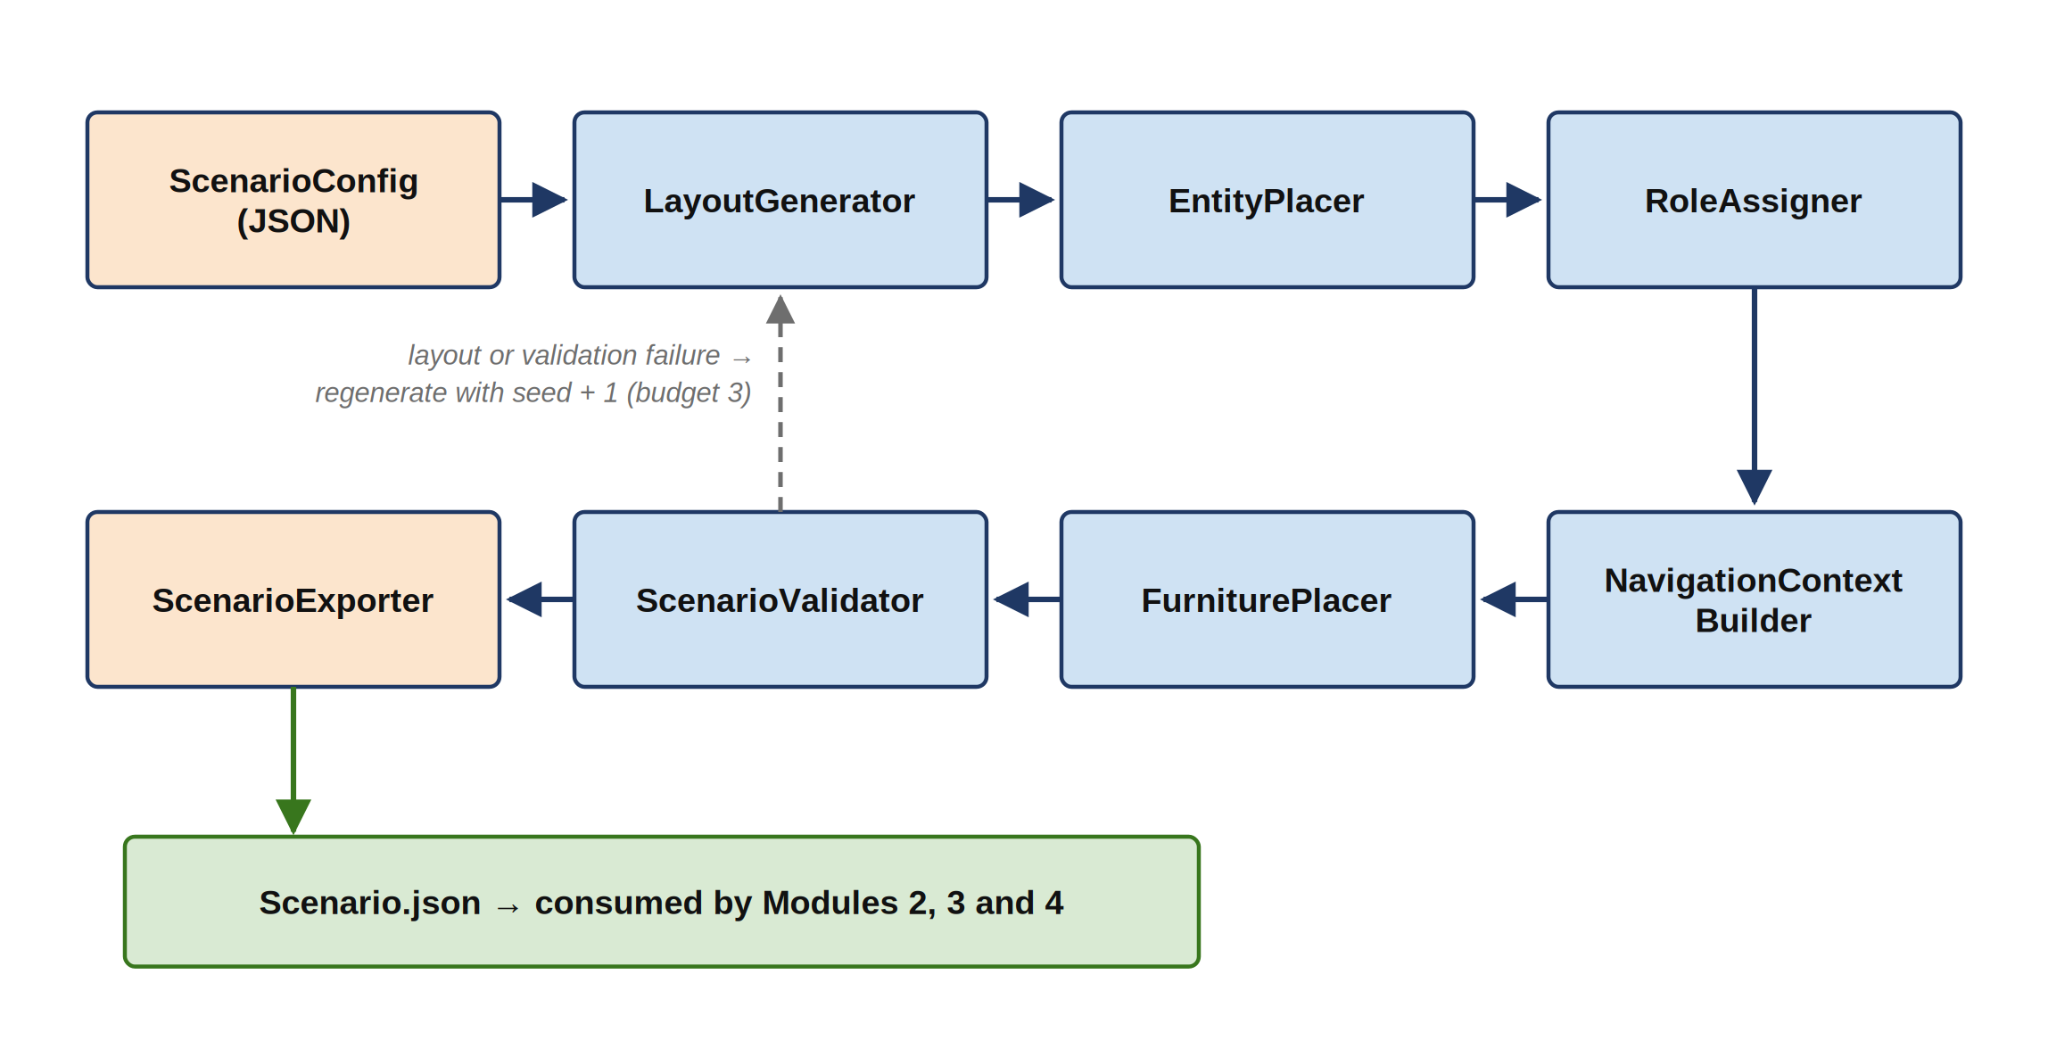 ScenarioConfig
(JSON)
LayoutGenerator
EntityPlacer
RoleAssigner
layout or validation failure →
regenerate with seed + 1 (budget 3)
ScenarioExporter
ScenarioValidator
FurniturePlacer
NavigationContext
Builder
Scenario.json → consumed by Modules 2, 3 and 4